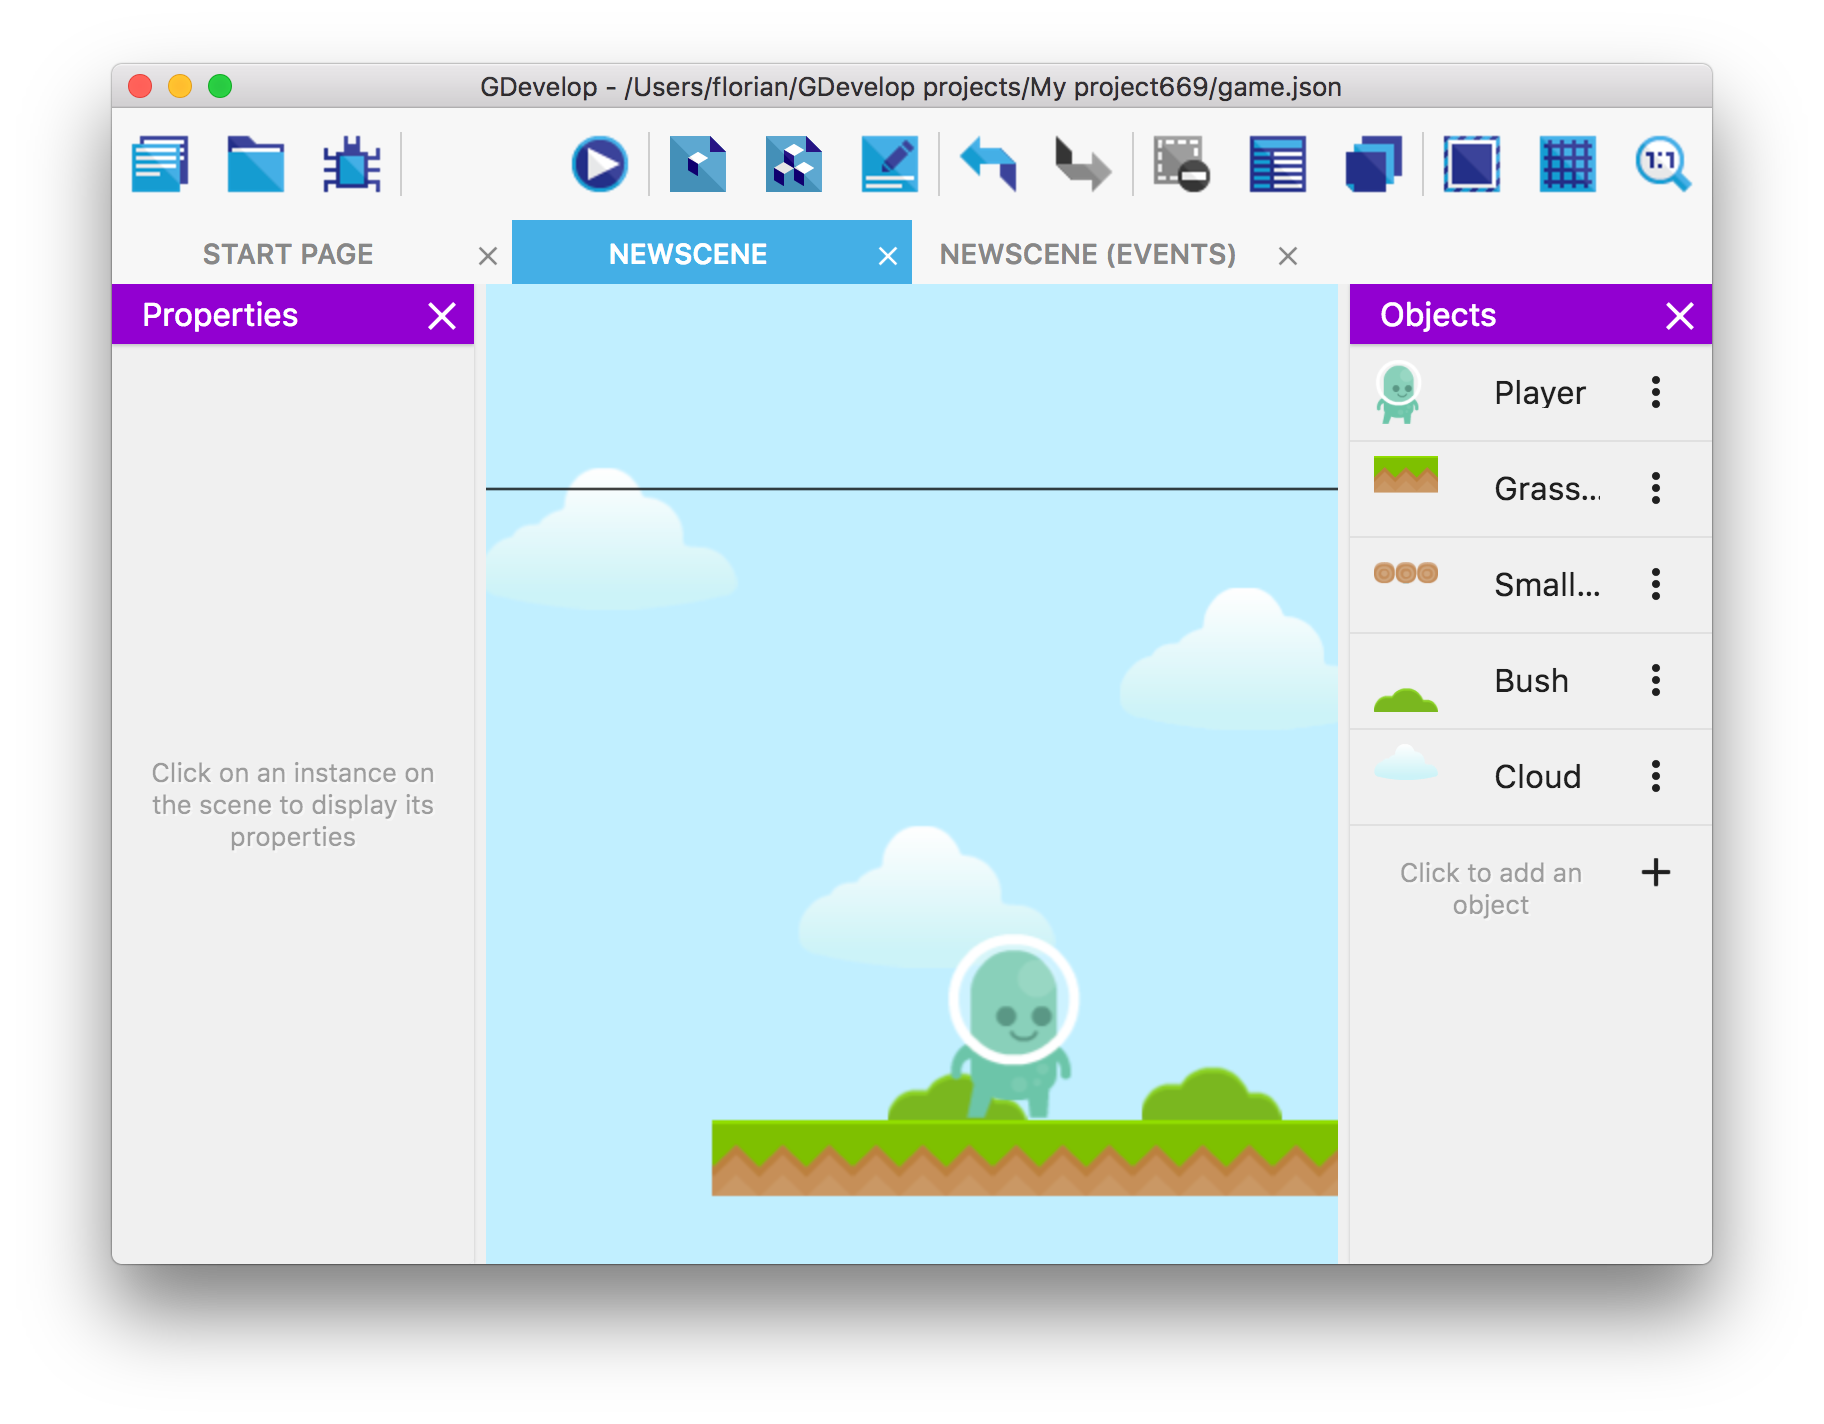 GDevelop - /Users/florian/GDevelop projects/My project669/game.json
1:1
START PAGE
NEWSCENE
NEWSCENE (EVENTS)
Properties
Click on an instance on
the scene to display its
properties
Objects
Player
Grass...
Small...
Bush
Cloud
Click to add an
object